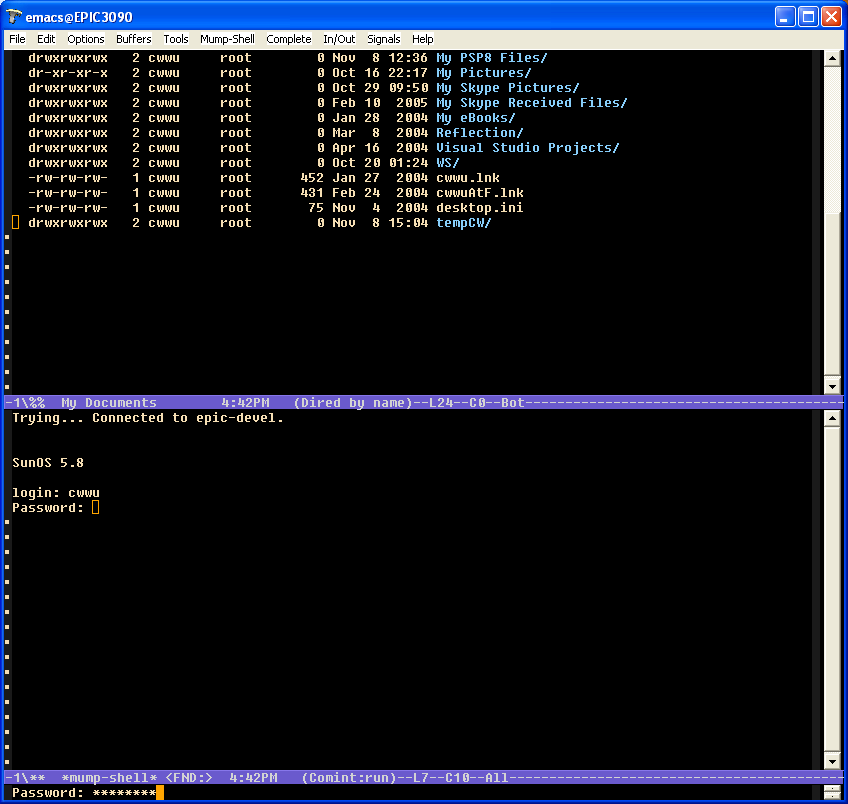 emacs@EPIC3090
File Edit Options Buffers Tools Mump-Shell Complete In/Out Signals Help
drwxrwxrwx 2 cwwu root 0 Nov 8 12:36 My PSP8 Files/
dr-xr-xr-x 2 cwwu root 0 Oct 16 22:17 My Pictures/
drwxrwxrwx 2 cwwu root 0 Oct 29 09:50 My Skype Pictures/
drwxrwxrwx 2 cwwu root 0 Feb 10 2005 My Skype Received Files/
drwxrwxrwx 2 cwwu root 0 Jan 28 2004 My eBooks/
drwxrwxrwx 2 cwwu root 0 Mar 8 2004 Reflection/
drwxrwxrwx 2 cwwu root 0 Apr 16 2004 Visual Studio Projects/
drwxrwxrwx 2 cwwu root 0 Oct 20 01:24 WS/
-rw-rw-rw- 1 cwwu root 452 Jan 27 2004 cwwu.lnk
-rw-rw-rw- 1 cwwu root 431 Feb 24 2004 cwwuAtF.lnk
-rw-rw-rw- 1 cwwu root 75 Nov 4 2004 desktop.ini
drwxrwxrwx 2 cwwu root 0 Nov 8 15:04 tempCW/
-1\%% My Documents 4:42PM (Dired by name)--L24--C0--Bot----------------------------------------
Trying... Connected to epic-devel.
SunOS 5.8
login: cwwu
Password:
-1\** *mump-shell* <FND:> 4:42PM (Comint:run)--L7--C10--All------------------------------------------
Password: ********